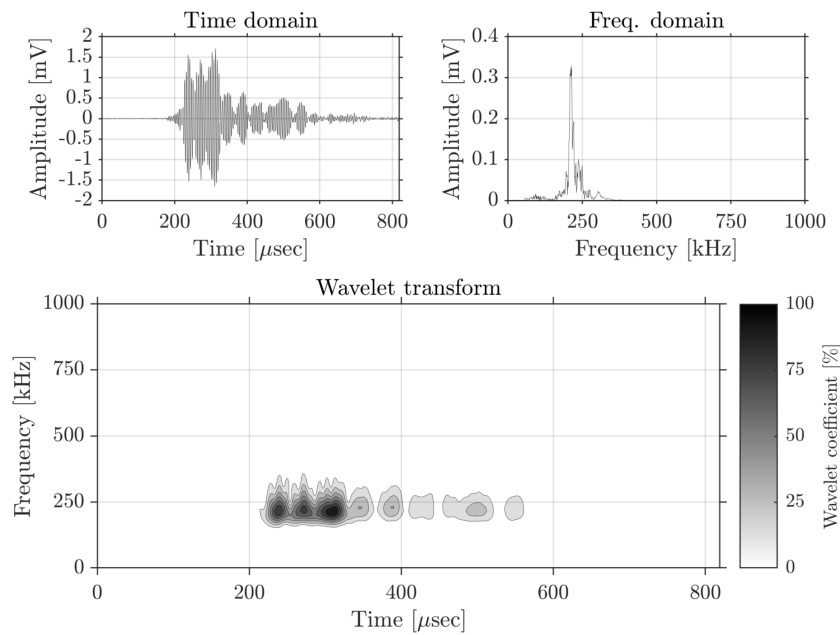 Time domain
Amplitude [mV]
2
1.5
1
0.5
0
-0.5
-1
-1.5
-2
0 200 400 600 800
Time [μsec]
Freq. domain
Amplitude [mV]
0.4
0.3
0.2
0.1
0
0 250 500 750 1000
Frequency [kHz]
Wavelet transform
Frequency [kHz]
1000
750
500
250
0
0 200 400 600 800
Time [μsec]
100
75
50
25
0
Wavelet coefficient [%]